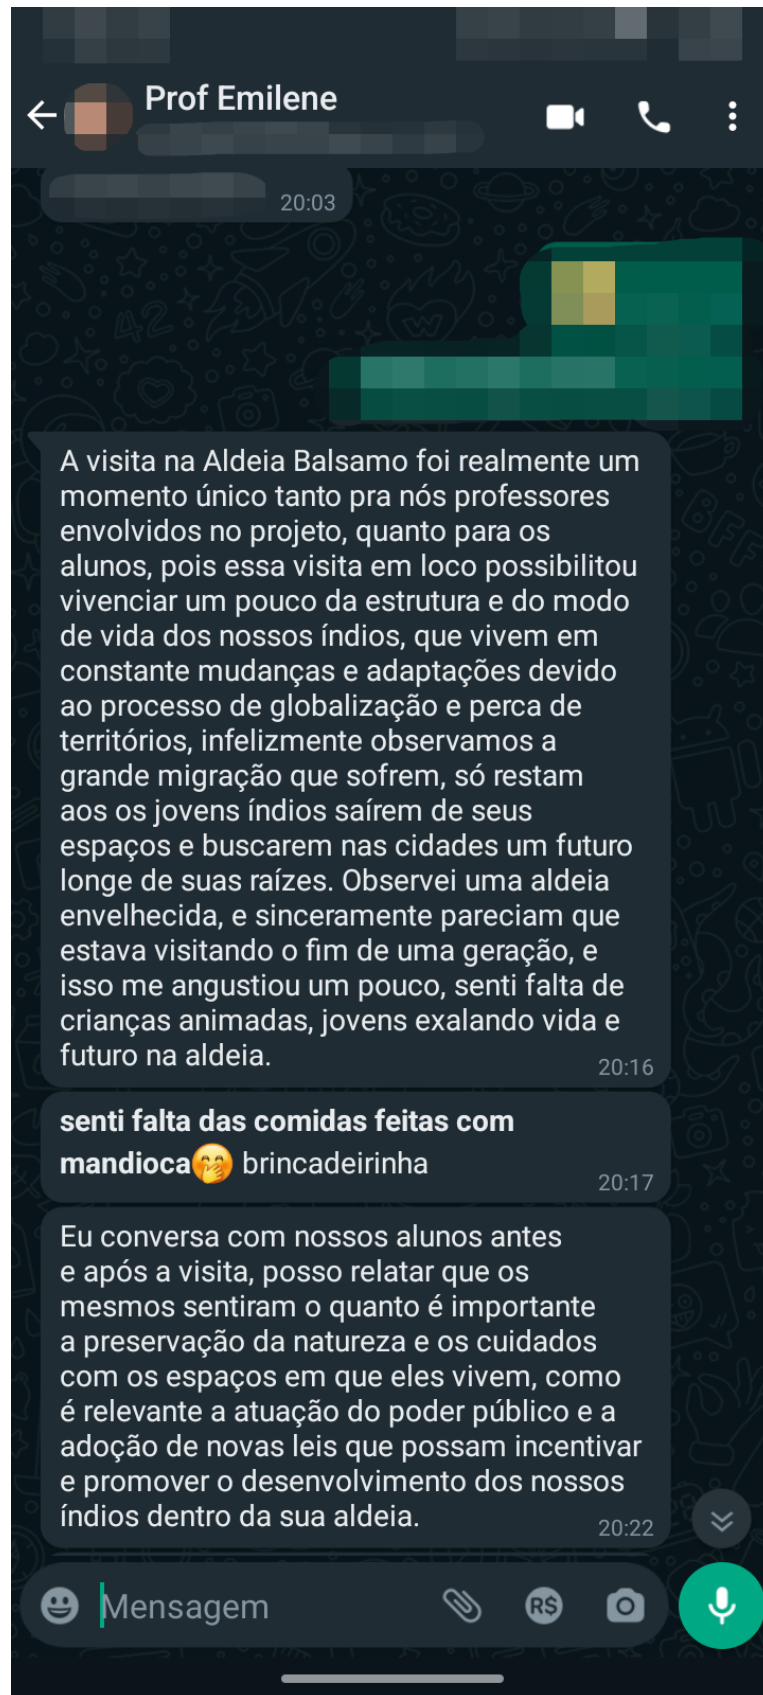 Prof Emilene
20:03
A visita na Aldeia Balsamo foi realmente um
momento único tanto pra nós professores
envolvidos no projeto, quanto para os
alunos, pois essa visita em loco possibilitou
vivenciar um pouco da estrutura e do modo
de vida dos nossos índios, que vivem em
constante mudanças e adaptações devido
ao processo de globalização e perca de
territórios, infelizmente observamos a
grande migração que sofrem, só restam
aos os jovens índios saírem de seus
espaços e buscarem nas cidades um futuro
longe de suas raízes. Observei uma aldeia
envelhecida, e sinceramente pareciam que
estava visitando o fim de uma geração, e
isso me angustiou um pouco, senti falta de
crianças animadas, jovens exalando vida e
futuro na aldeia.
20:16
senti falta das comidas feitas com
mandioca🤭 brincadeirinha
20:17
Eu conversa com nossos alunos antes
e após a visita, posso relatar que os
mesmos sentiram o quanto é importante
a preservação da natureza e os cuidados
com os espaços em que eles vivem, como
é relevante a atuação do poder público e a
adoção de novas leis que possam incentivar
e promover o desenvolvimento dos nossos
índios dentro da sua aldeia.
20:22
Mensagem
R$